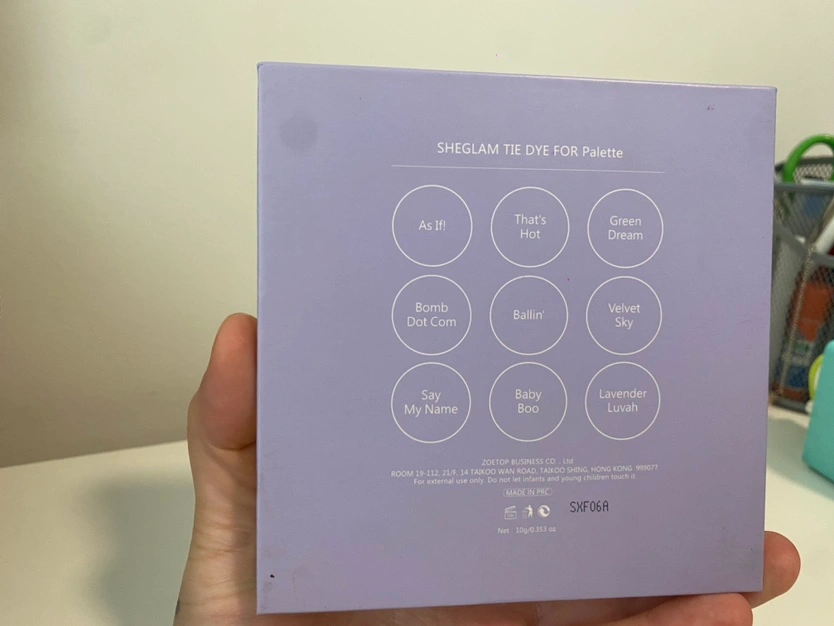 SHEGLAM TIE DYE FOR Palette
As If!
That's
Hot
Green
Dream
Bomb
Dot Com
Ballin'
Velvet
Sky
Say
My Name
Baby
Boo
Lavender
Luvah
ZOETOP BUSINESS CO., Ltd
ROOM 19-112, 21/F, 14 TAIKOO WAN ROAD, TAIKOO SHING, HONG KONG 999077
For external use only. Do not let infants and young children touch it.
MADE IN PRC
SXF06A
Net : 10g/0.353 oz